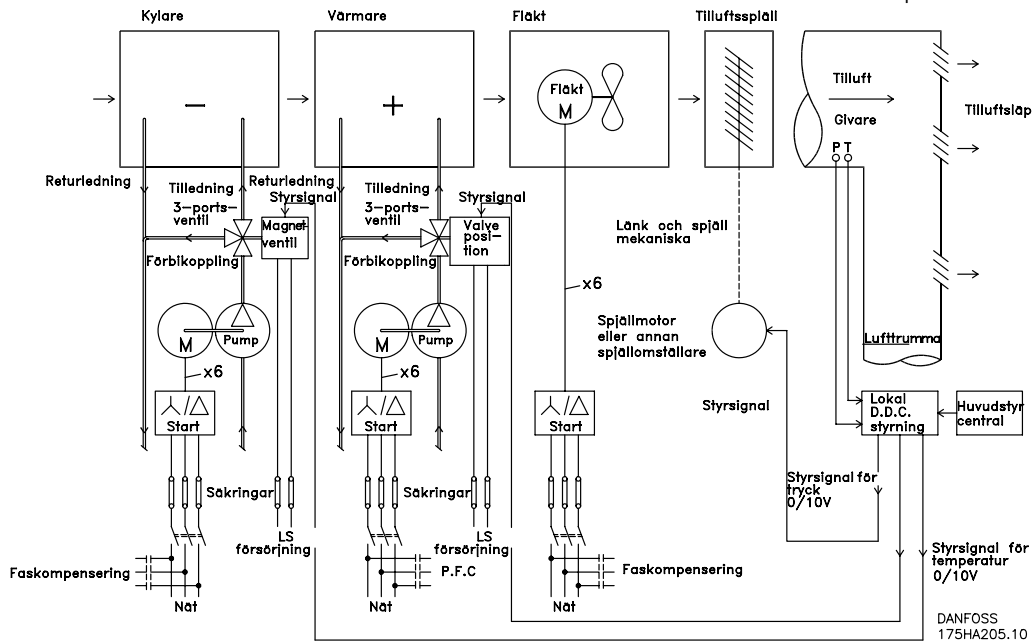 Kylare
Värmare
Fläkt
Tilluftsspjäll
–
+
Fläkt
M
Tilluft
Givare
P T
Tilluftsläp
Returledning
Tilledning
3-ports-
ventil
Returledning
Styrsignal
Magnet-
ventil
Förbikoppling
Tilledning
3-ports-
ventil
Styrsignal
Valve
posi-
tion
Förbikoppling
Länk och spjäll
mekaniska
x6
M
Pump
M
Pump
Spjällmotor
eller annan
spjällomställare
Lufttrumma
x6
x6
Start
Start
Start
Styrsignal
Lokal
D.D.C.
styrning
Huvudstyr
central
Säkringar
Säkringar
Styrsignal för
tryck
0/10V
LS
försörjning
LS
försörjning
Styrsignal för
temperatur
0/10V
Faskompensering
P.F.C
Faskompensering
Nät
Nät
Nät
DANFOSS
175HA205.10